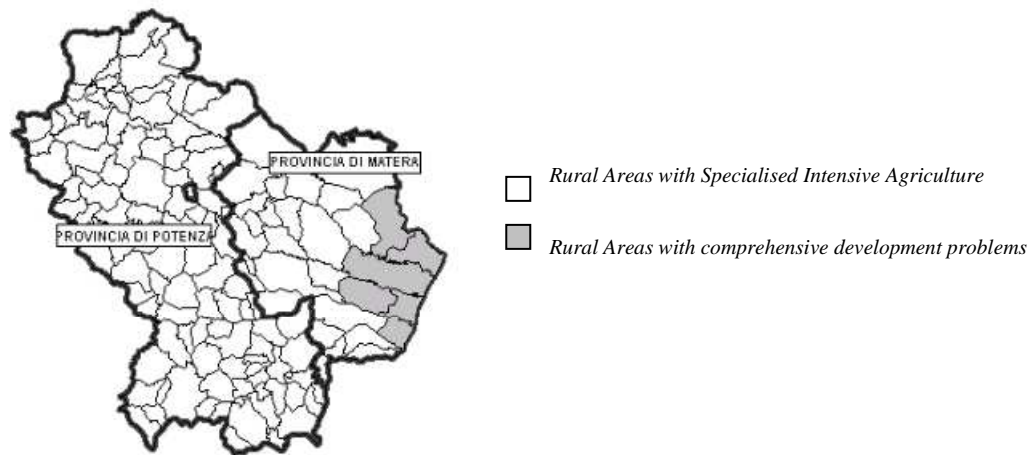 PROVINCIA DI MATERA
PROVINCIA DI POTENZA
Rural Areas with Specialised Intensive Agriculture
Rural Areas with comprehensive development problems